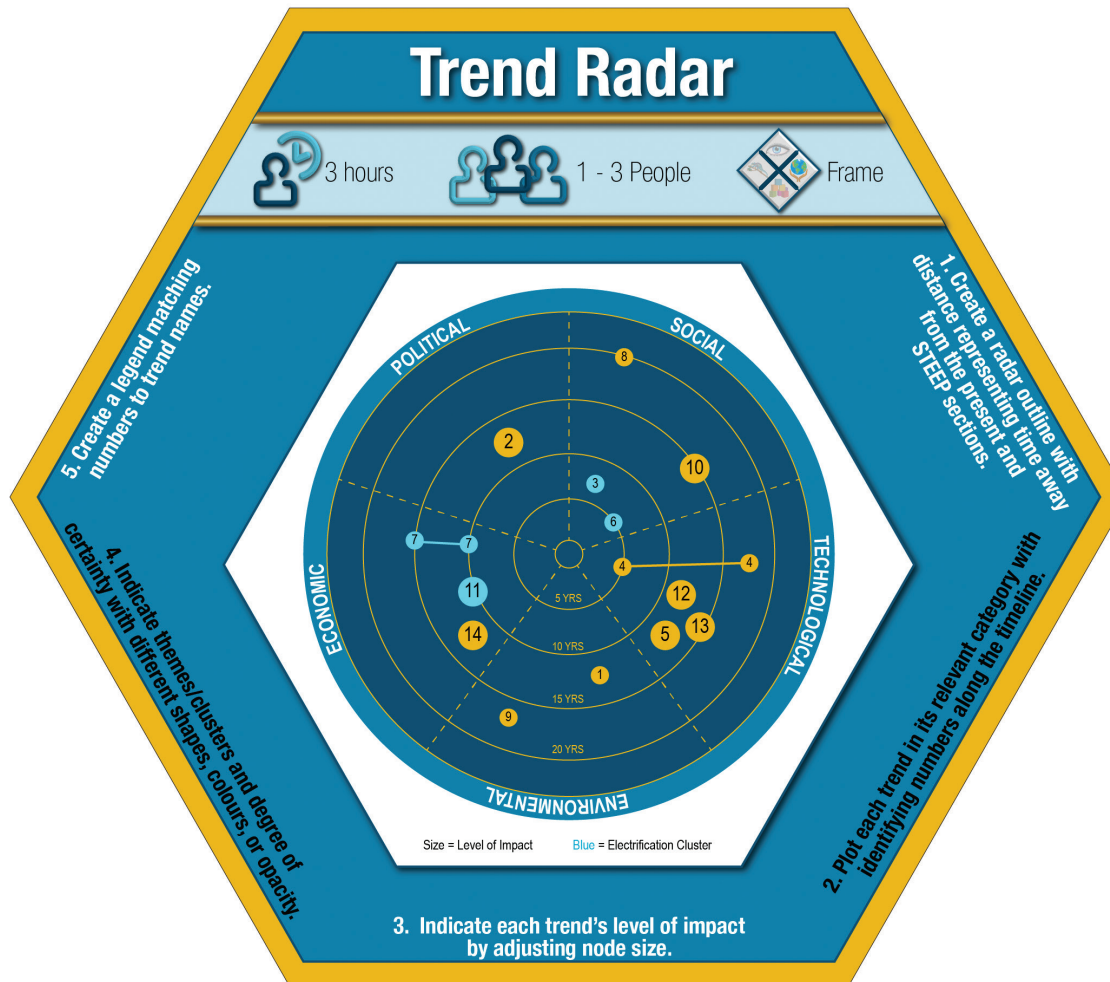 Trend Radar
3 hours
1 - 3 People
Frame
1. Create a radar outline with
distance representing time away
from the present and
STEEP sections.
2. Plot each trend in its relevant category with
identifying numbers along the timeline.
3. Indicate each trend's level of impact
by adjusting node size.
4. Indicate themes/clusters and degree of
certainty with different shapes, colours, or opacity.
5. Create a legend matching
numbers to trend names.
POLITICAL
SOCIAL
TECHNOLOGICAL
ENVIRONMENTAL
ECONOMIC
8
2
10
3
6
7
7
4
4
11
12
14
5
13
1
9
5 YRS
10 YRS
15 YRS
20 YRS
Size = Level of Impact
Blue = Electrification Cluster